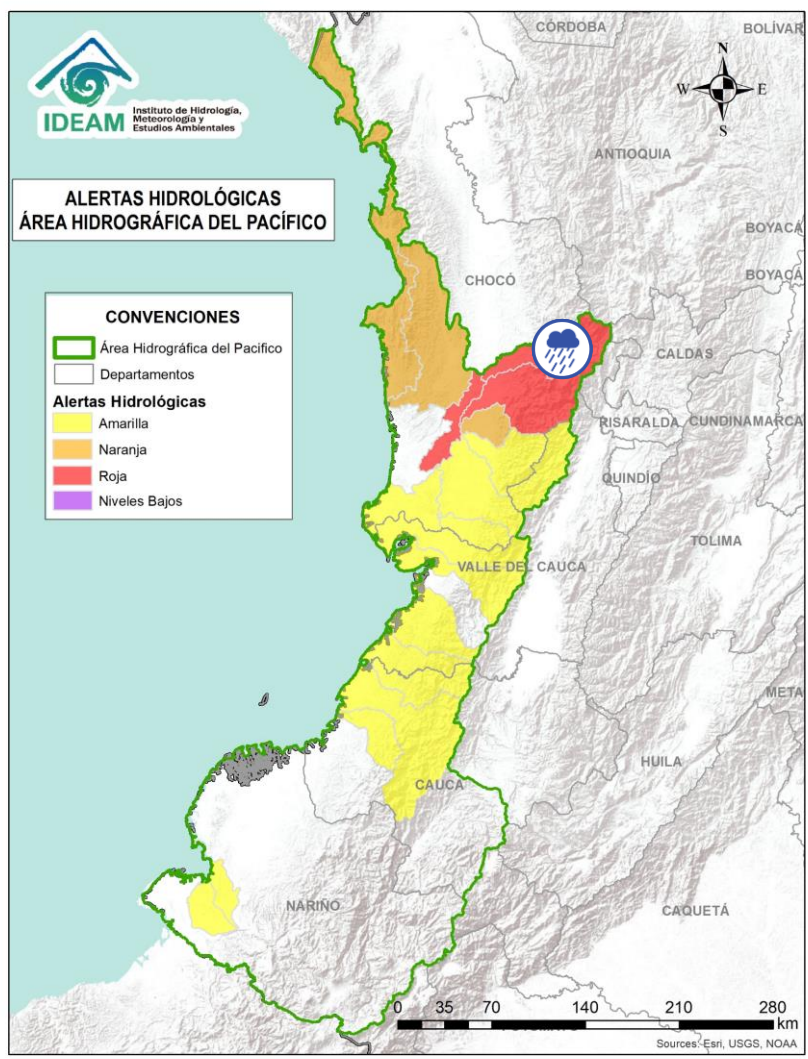 IDEAM
Instituto de Hidrología,
Meteorología y
Estudios Ambientales
ALERTAS HIDROLÓGICAS
ÁREA HIDROGRÁFICA DEL PACÍFICO
CONVENCIONES
Área Hidrográfica del Pacifico
Departamentos
Alertas Hidrológicas
Amarilla
Naranja
Roja
Niveles Bajos
CÓRDOBA
BOLÍVAR
N
W E
S
ANTIOQUIA
BOYACÁ
BOYACÁ
CHOCÓ
CALDAS
RISARALDA
CUNDINAMARCA
QUINDÍO
TOLIMA
VALLE DEL CAUCA
META
HUILA
CAUCA
NARIÑO
CAQUETÁ
0 35 70 140 210 280
km
Sources: Esri, USGS, NOAA